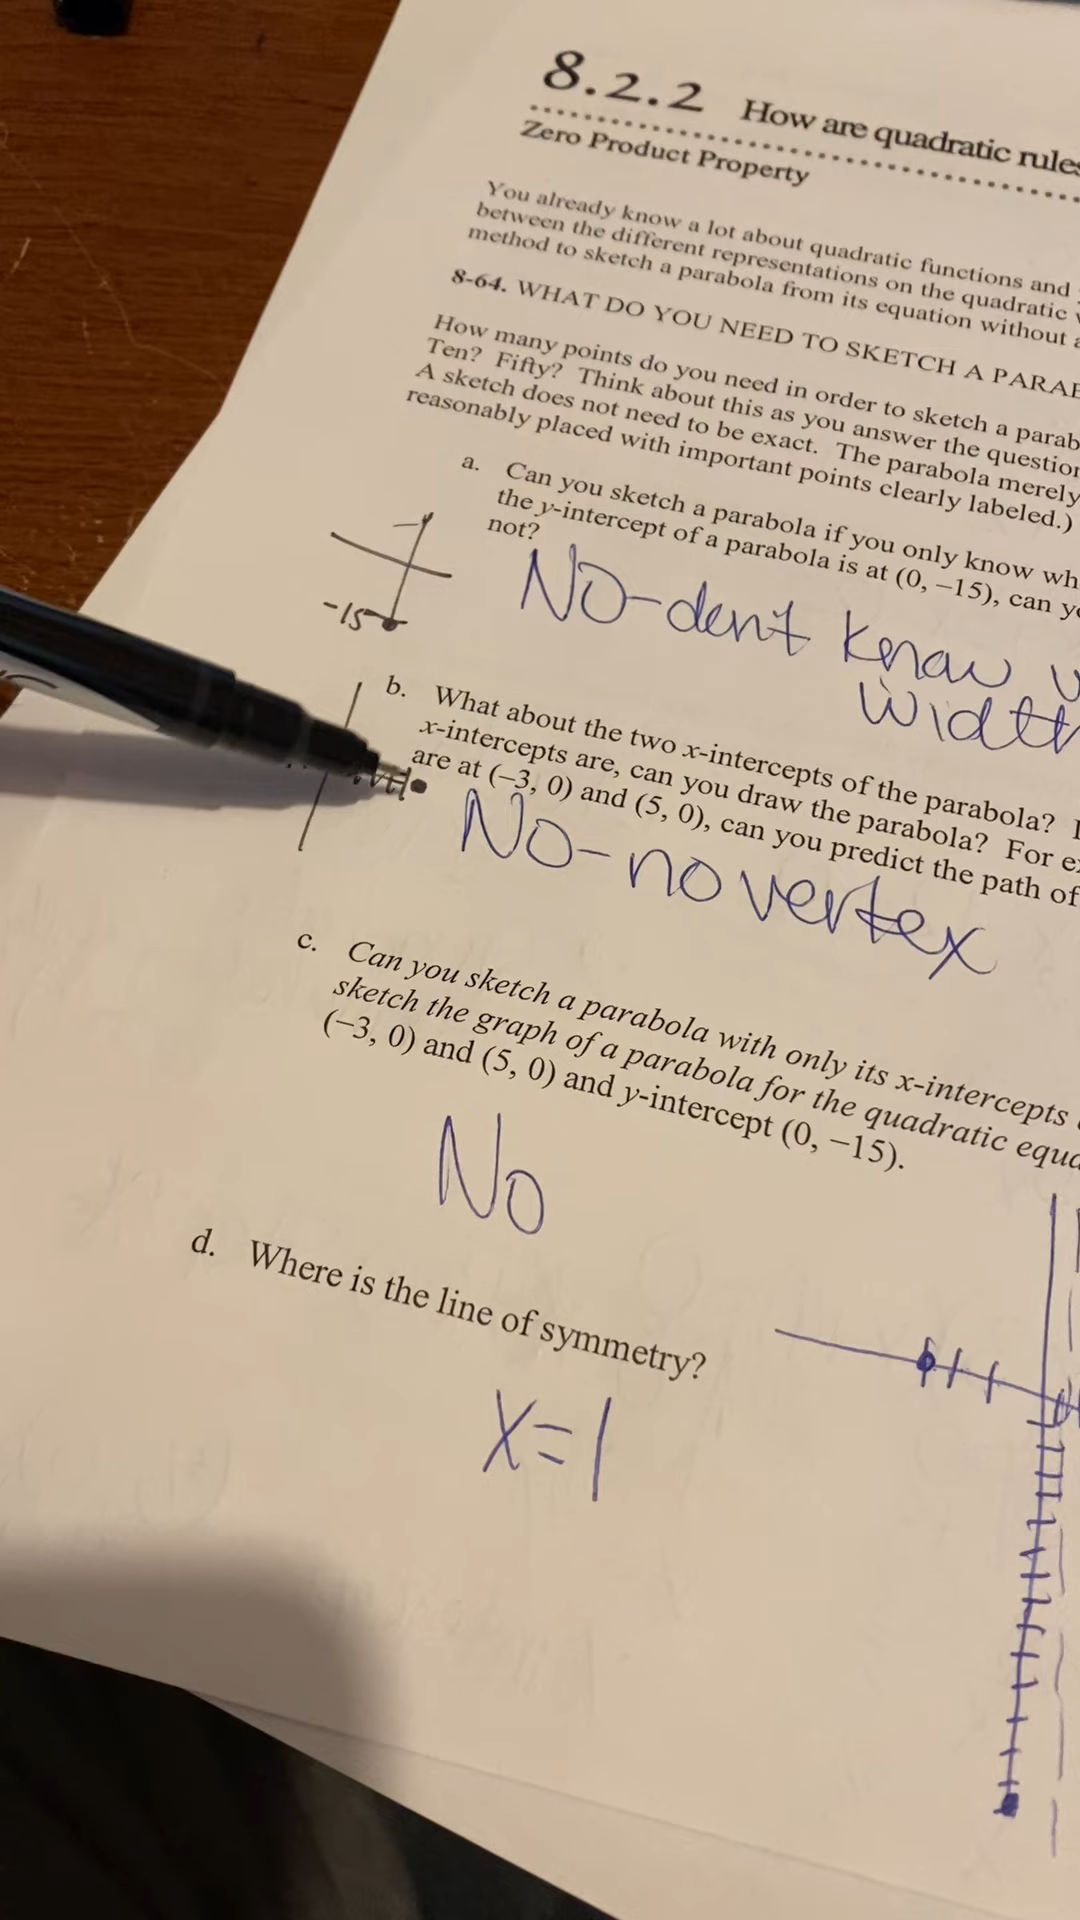 8.2.2 How are quadratic rules
Zero Product Property
You already know a lot about quadratic functions and
between the different representations on the quadratic
method to sketch a parabola from its equation without
8-64. WHAT DO YOU NEED TO SKETCH A PARAB
How many points do you need in order to sketch a parab
Ten? Fifty? Think about this as you answer the question
A sketch does not need to be exact. The parabola merely
reasonably placed with important points clearly labeled.)
a. Can you sketch a parabola if you only know wh
the y-intercept of a parabola is at (0, –15), can yo
not?
No-dent know
width
-15
b. What about the two x-intercepts of the parabola? I
x-intercepts are, can you draw the parabola? For ex
are at (–3, 0) and (5, 0), can you predict the path of
No-no vertex
c. Can you sketch a parabola with only its x-intercepts
sketch the graph of a parabola for the quadratic equa
(–3, 0) and (5, 0) and y-intercept (0, –15).
No
d. Where is the line of symmetry?
x=1